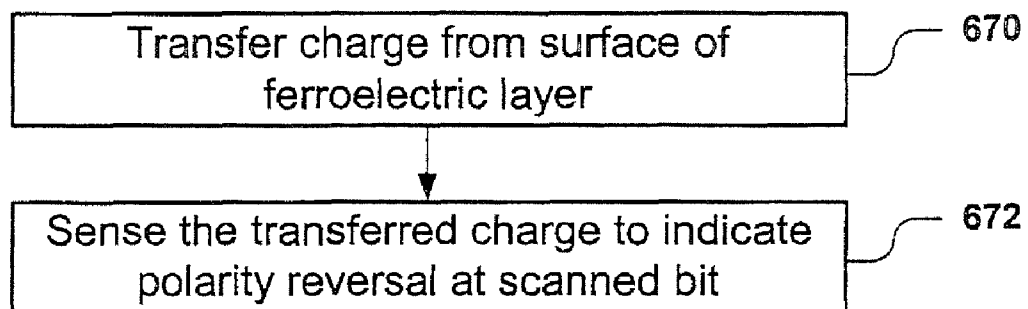 Transfer charge from surface of
ferroelectric layer
670
Sense the transferred charge to indicate
polarity reversal at scanned bit
672